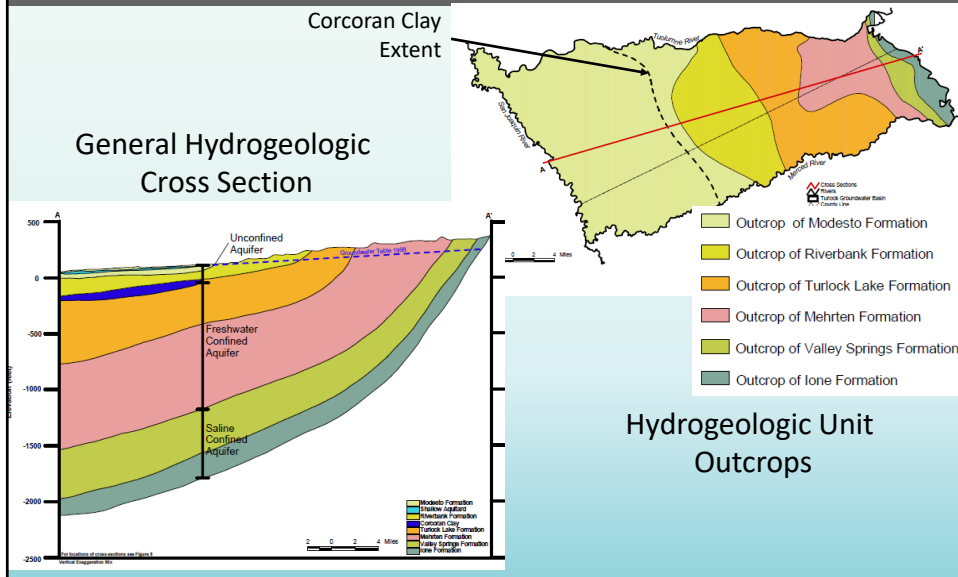 Corcoran Clay
Extent
Tuolumne River
San Joaquin River
Merced River
A
A'
Cross Sections
Rivers
Turlock Groundwater Basin
County Line
2 0 2 4 Miles
General Hydrogeologic
Cross Section
A
A'
500
0
-500
-1000
-1500
-2000
-2500
Elevation (feet)
Unconfined
Aquifer
Groundwater Table 1998
Freshwater
Confined
Aquifer
Saline
Confined
Aquifer
Modesto Formation
Shallow Aquitard
Riverbank Formation
Corcoran Clay
Turlock Lake Formation
Mehrten Formation
Valley Springs Formation
Ione Formation
2 0 2 4 Miles
For locations of cross-sections see Figure 5
Vertical Exaggeration 50x
Outcrop of Modesto Formation
Outcrop of Riverbank Formation
Outcrop of Turlock Lake Formation
Outcrop of Mehrten Formation
Outcrop of Valley Springs Formation
Outcrop of Ione Formation
Hydrogeologic Unit
Outcrops